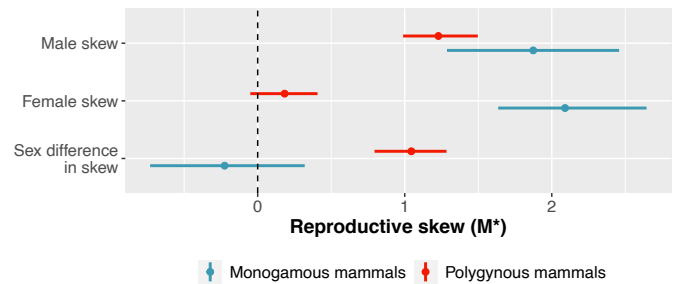 Male skew
Female skew
Sex difference
in skew
0 1 2
Reproductive skew (M*)
Monogamous mammals Polygynous mammals